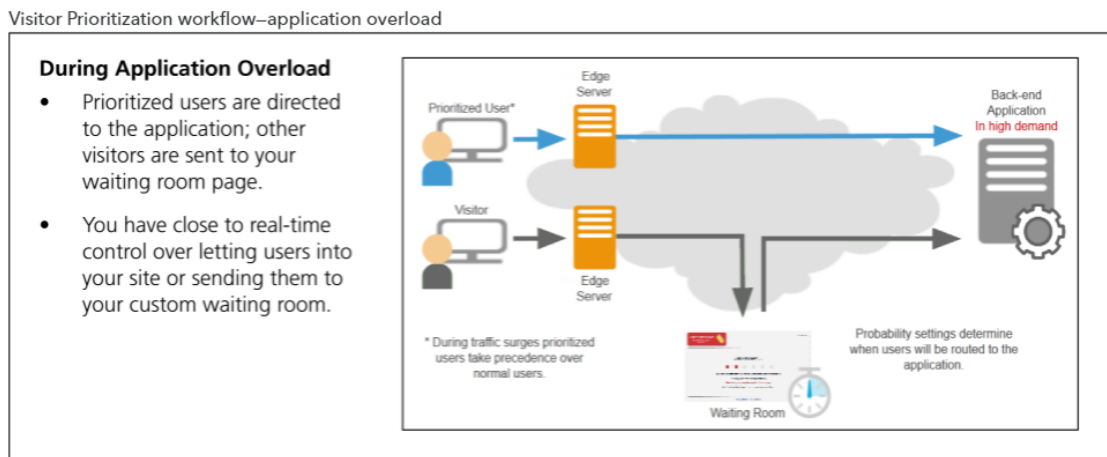 Visitor Prioritization workflow–application overload
During Application Overload
• Prioritized users are directed
to the application; other
visitors are sent to your
waiting room page.
• You have close to real-time
control over letting users into
your site or sending them to
your custom waiting room.
Edge
Server
Prioritized User*
Back-end
Application
In high demand
Visitor
Edge
Server
* During traffic surges prioritized
users take precedence over
normal users.
Probability settings determine
when users will be routed to the
application.
Waiting Room